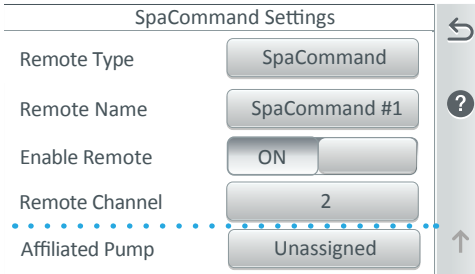 SpaCommand Settings
Remote Type SpaCommand
Remote Name SpaCommand #1
Enable Remote ON
Remote Channel 2
Affiliated Pump Unassigned
?